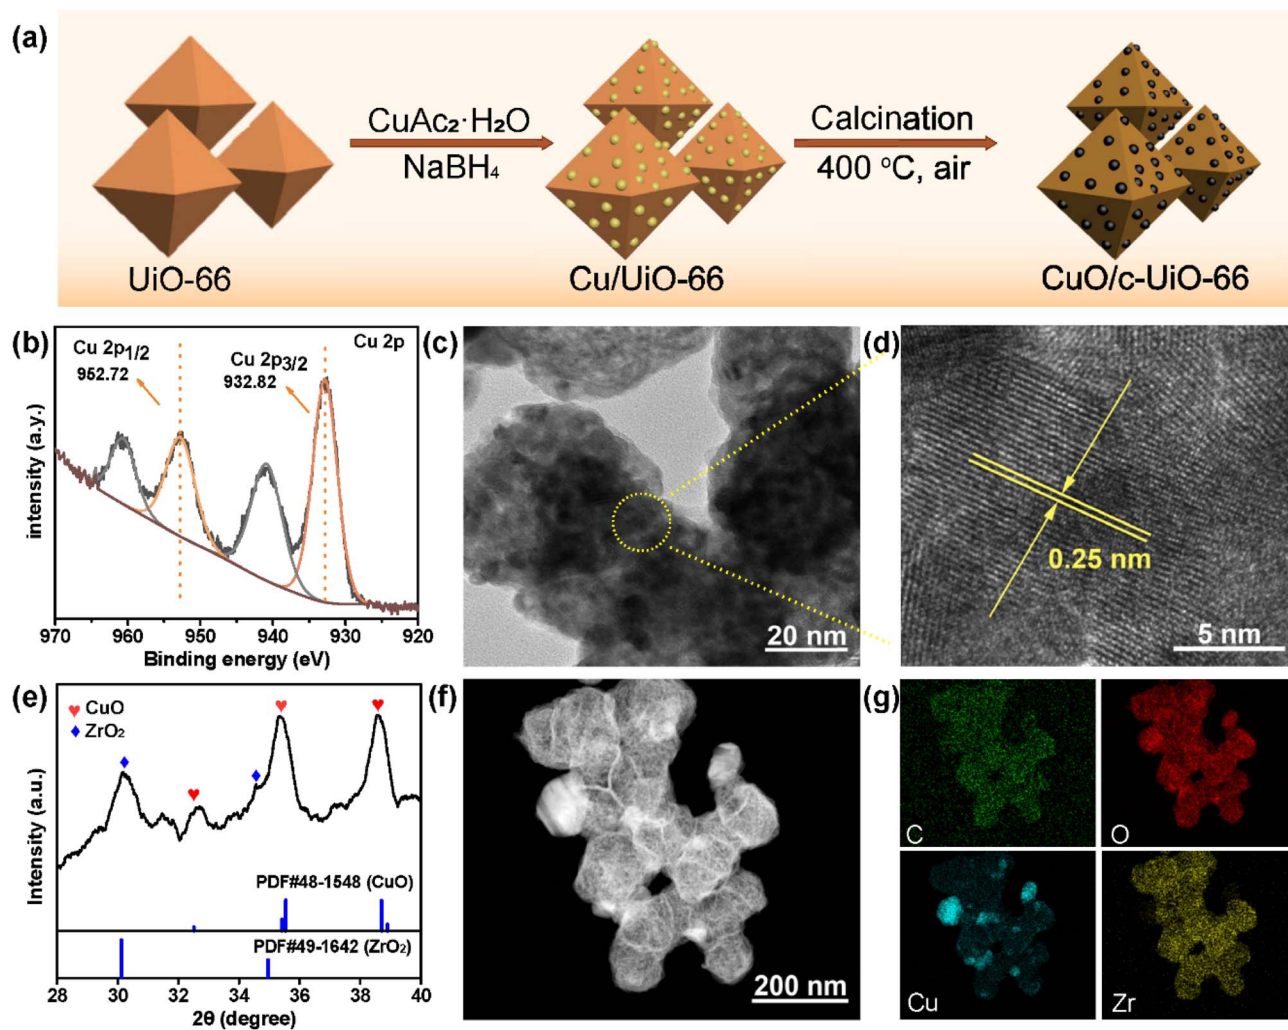 (a)
CuAc₂·H₂O
NaBH₄
Calcination
400 °C, air
UiO-66
Cu/UiO-66
CuO/c-UiO-66
(b)
Cu 2p
Cu 2p1/2
952.72
Cu 2p3/2
932.82
intensity (a.y.)
970 960 950 940 930 920
Binding energy (eV)
(c)
20 nm
(d)
0.25 nm
5 nm
(e)
CuO
ZrO₂
Intensity (a.u.)
PDF#48-1548 (CuO)
PDF#49-1642 (ZrO₂)
28 30 32 34 36 38 40
2θ (degree)
(f)
200 nm
(g)
C
O
Cu
Zr